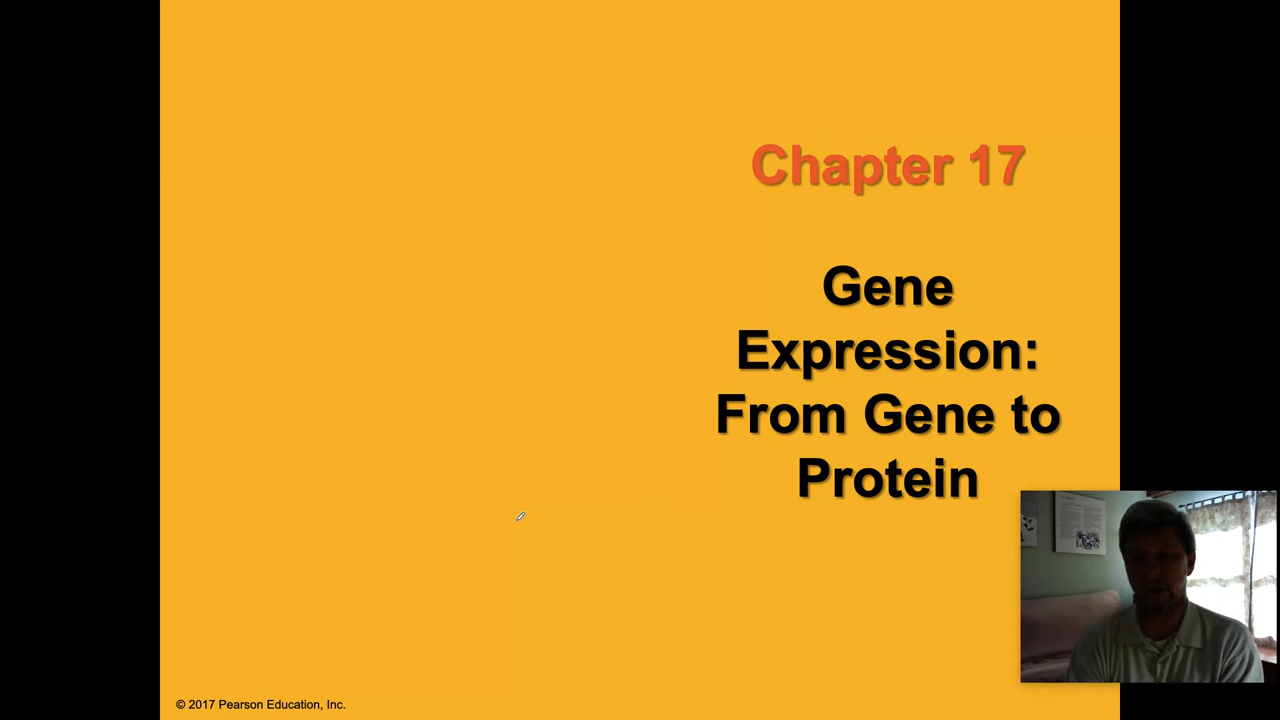 Chapter 17
Gene
Expression:
From Gene to
Protein
© 2017 Pearson Education, Inc.